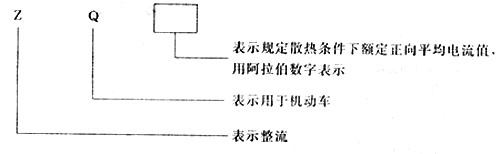 Z Q
表示规定散热条件下额定正向平均电流值、
用阿拉伯数字表示
表示用于机动车
表示整流